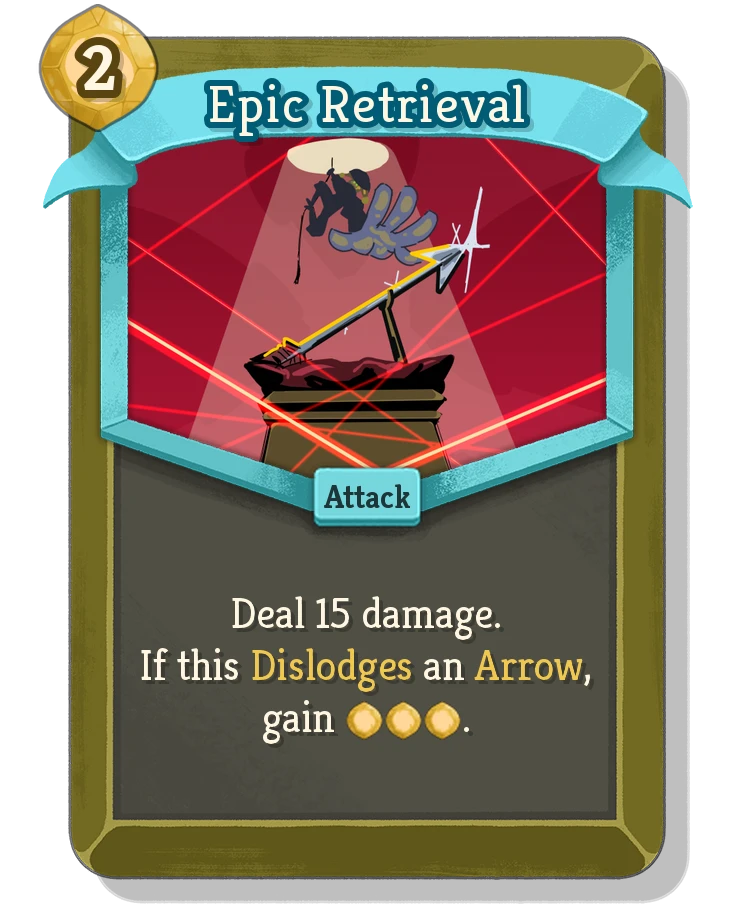 2
Epic Retrieval
Attack
Deal 15 damage.
If this Dislodges an Arrow,
gain .